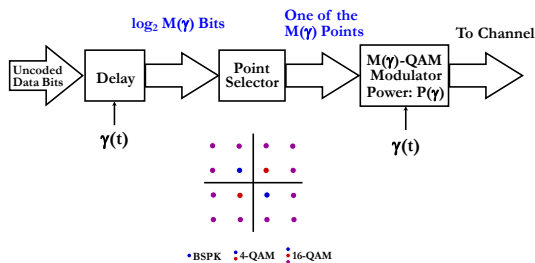 log₂ M(γ) Bits
One of the
M(γ) Points
To Channel
Uncoded
Data Bits
Delay
Point
Selector
M(γ)-QAM
Modulator
Power: P(γ)
γ(t)
γ(t)
BSPK
4-QAM
16-QAM